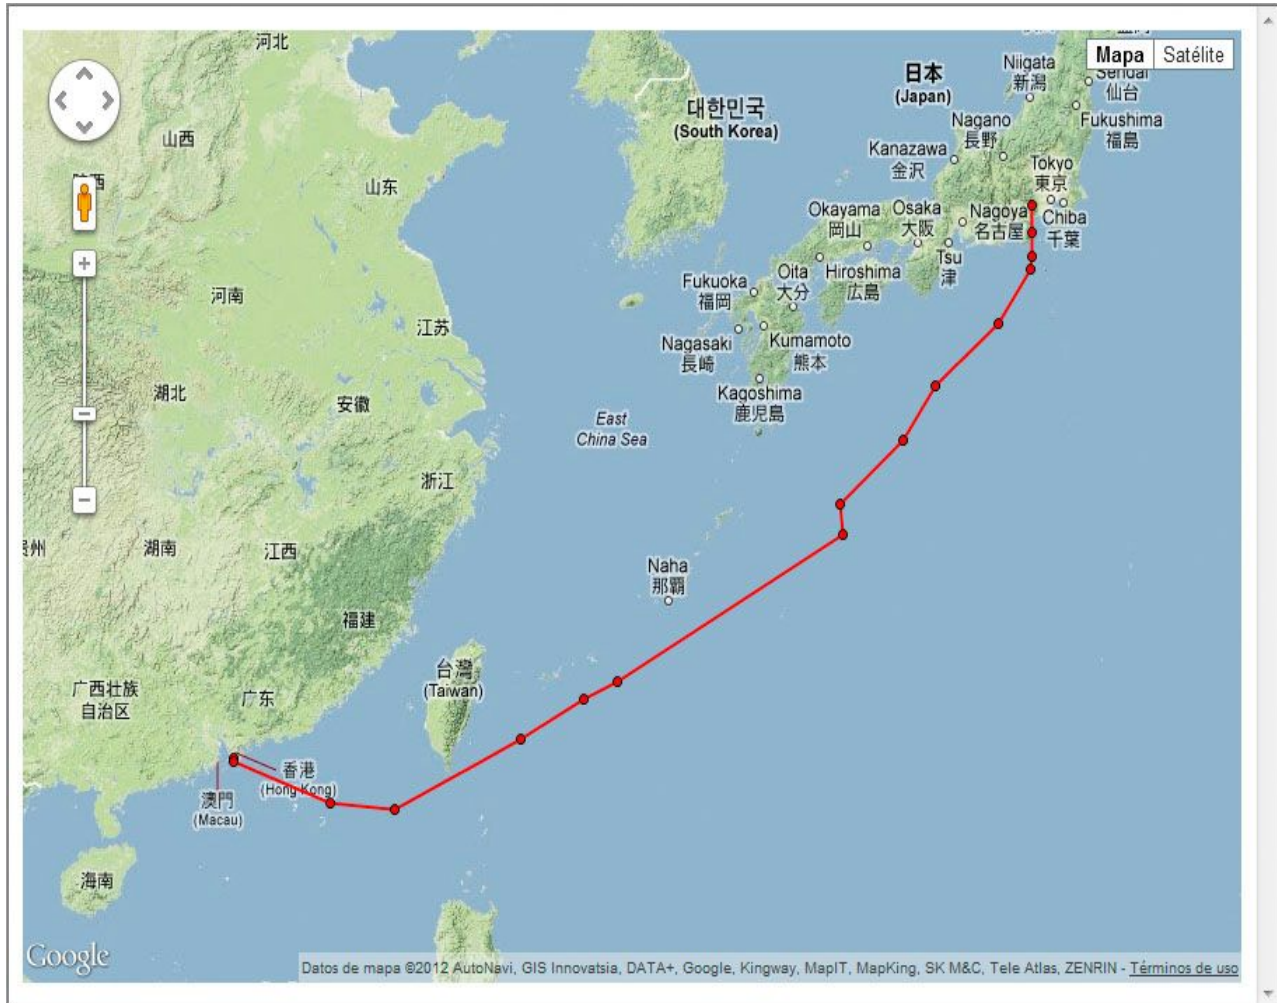 河北
山西
山东
河南
江苏
湖北
安徽
浙江
湖南
江西
福建
广西壮族
自治区
广东
香港
(Hong Kong)
澳門
(Macau)
海南
台灣
(Taiwan)
대한민국
(South Korea)
日本
(Japan)
Mapa
Satélite
Niigata
新潟
Sendai
仙台
Nagano
長野
Fukushima
福島
Kanazawa
金沢
Tokyo
東京
Okayama
岡山
Osaka
大阪
Nagoya
名古屋
Chiba
千葉
Tsu
津
Fukuoka
福岡
Oita
大分
Hiroshima
広島
Nagasaki
長崎
Kumamoto
熊本
Kagoshima
鹿児島
East
China Sea
Naha
那覇
Google
Datos de mapa ©2012 AutoNavi, GIS Innovatsia, DATA+, Google, Kingway, MapIT, MapKing, SK M&C, Tele Atlas, ZENRIN - Términos de uso